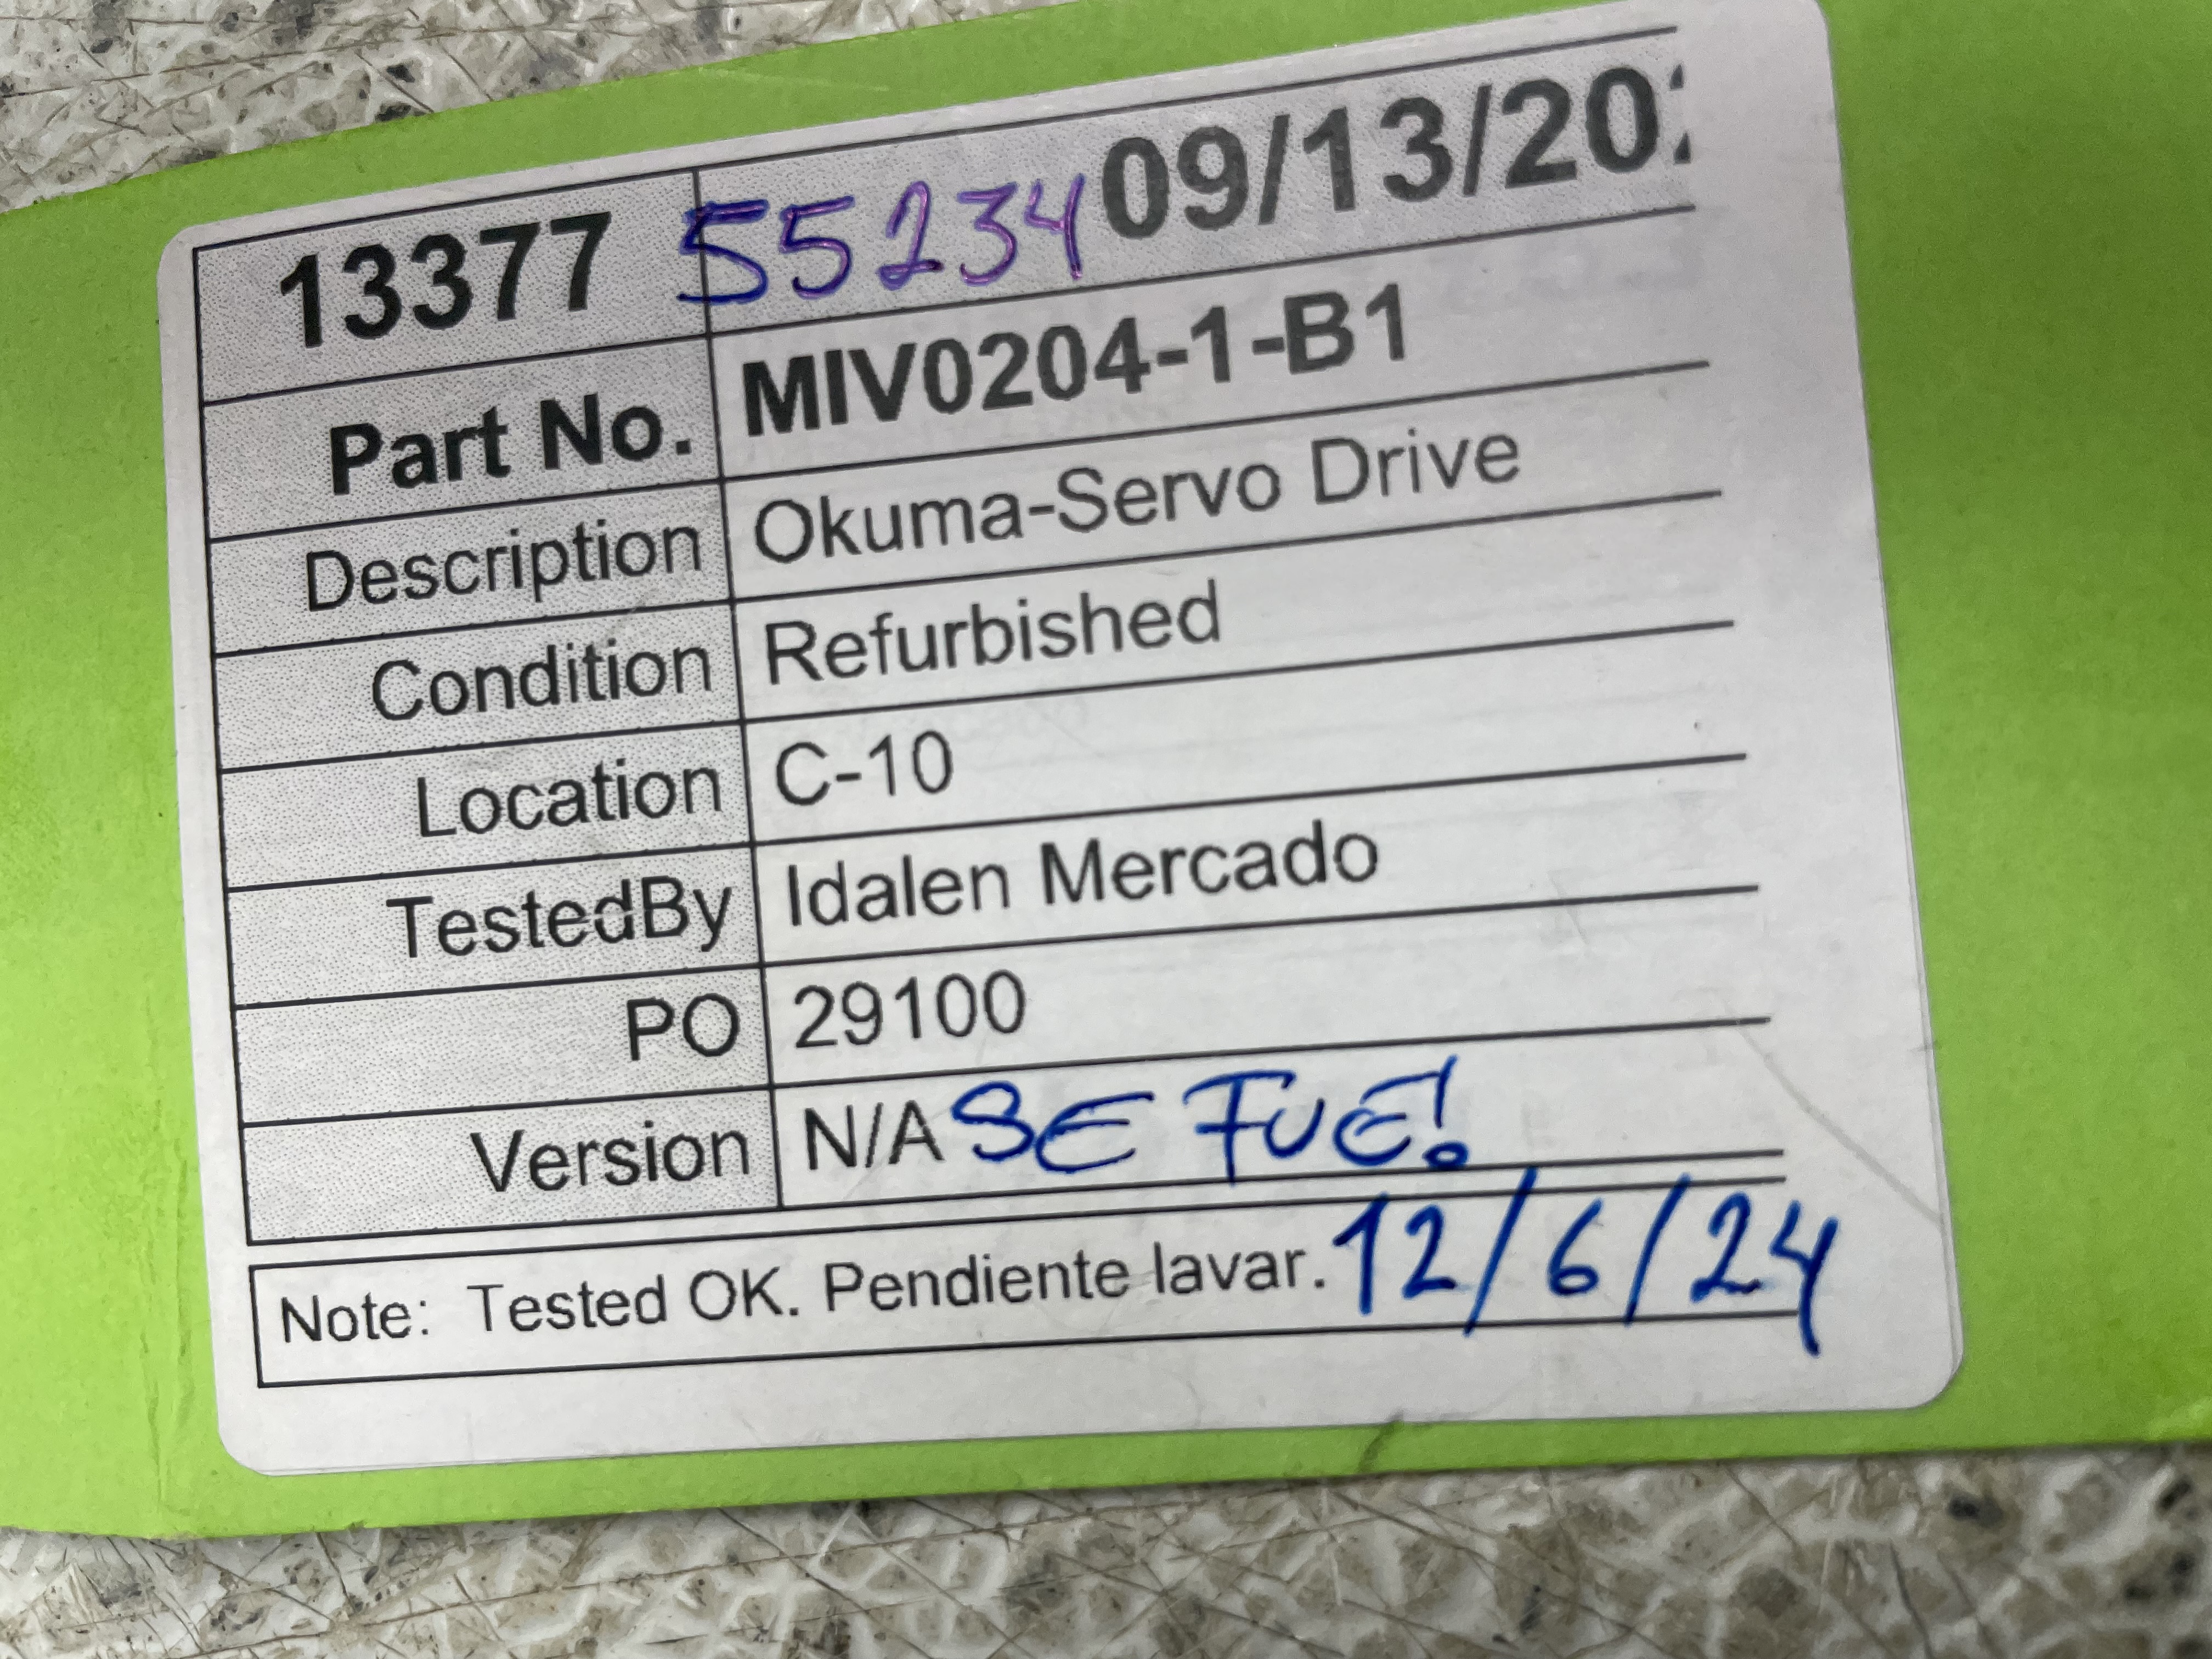 13377 55234 09/13/202
Part No. MIV0204-1-B1
Description Okuma-Servo Drive
Condition Refurbished
Location C-10
TestedBy Idalen Mercado
PO 29100
Version N/A SE FUE!
Note: Tested OK. Pendiente lavar. 12/6/24